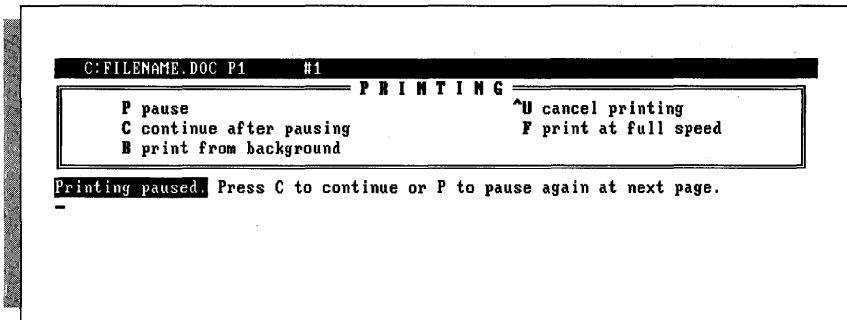 C:FILENAME.DOC P1 #1
PRINTING
P pause ^U cancel printing
C continue after pausing F print at full speed
B print from background
Printing paused. Press C to continue or P to pause again at next page.